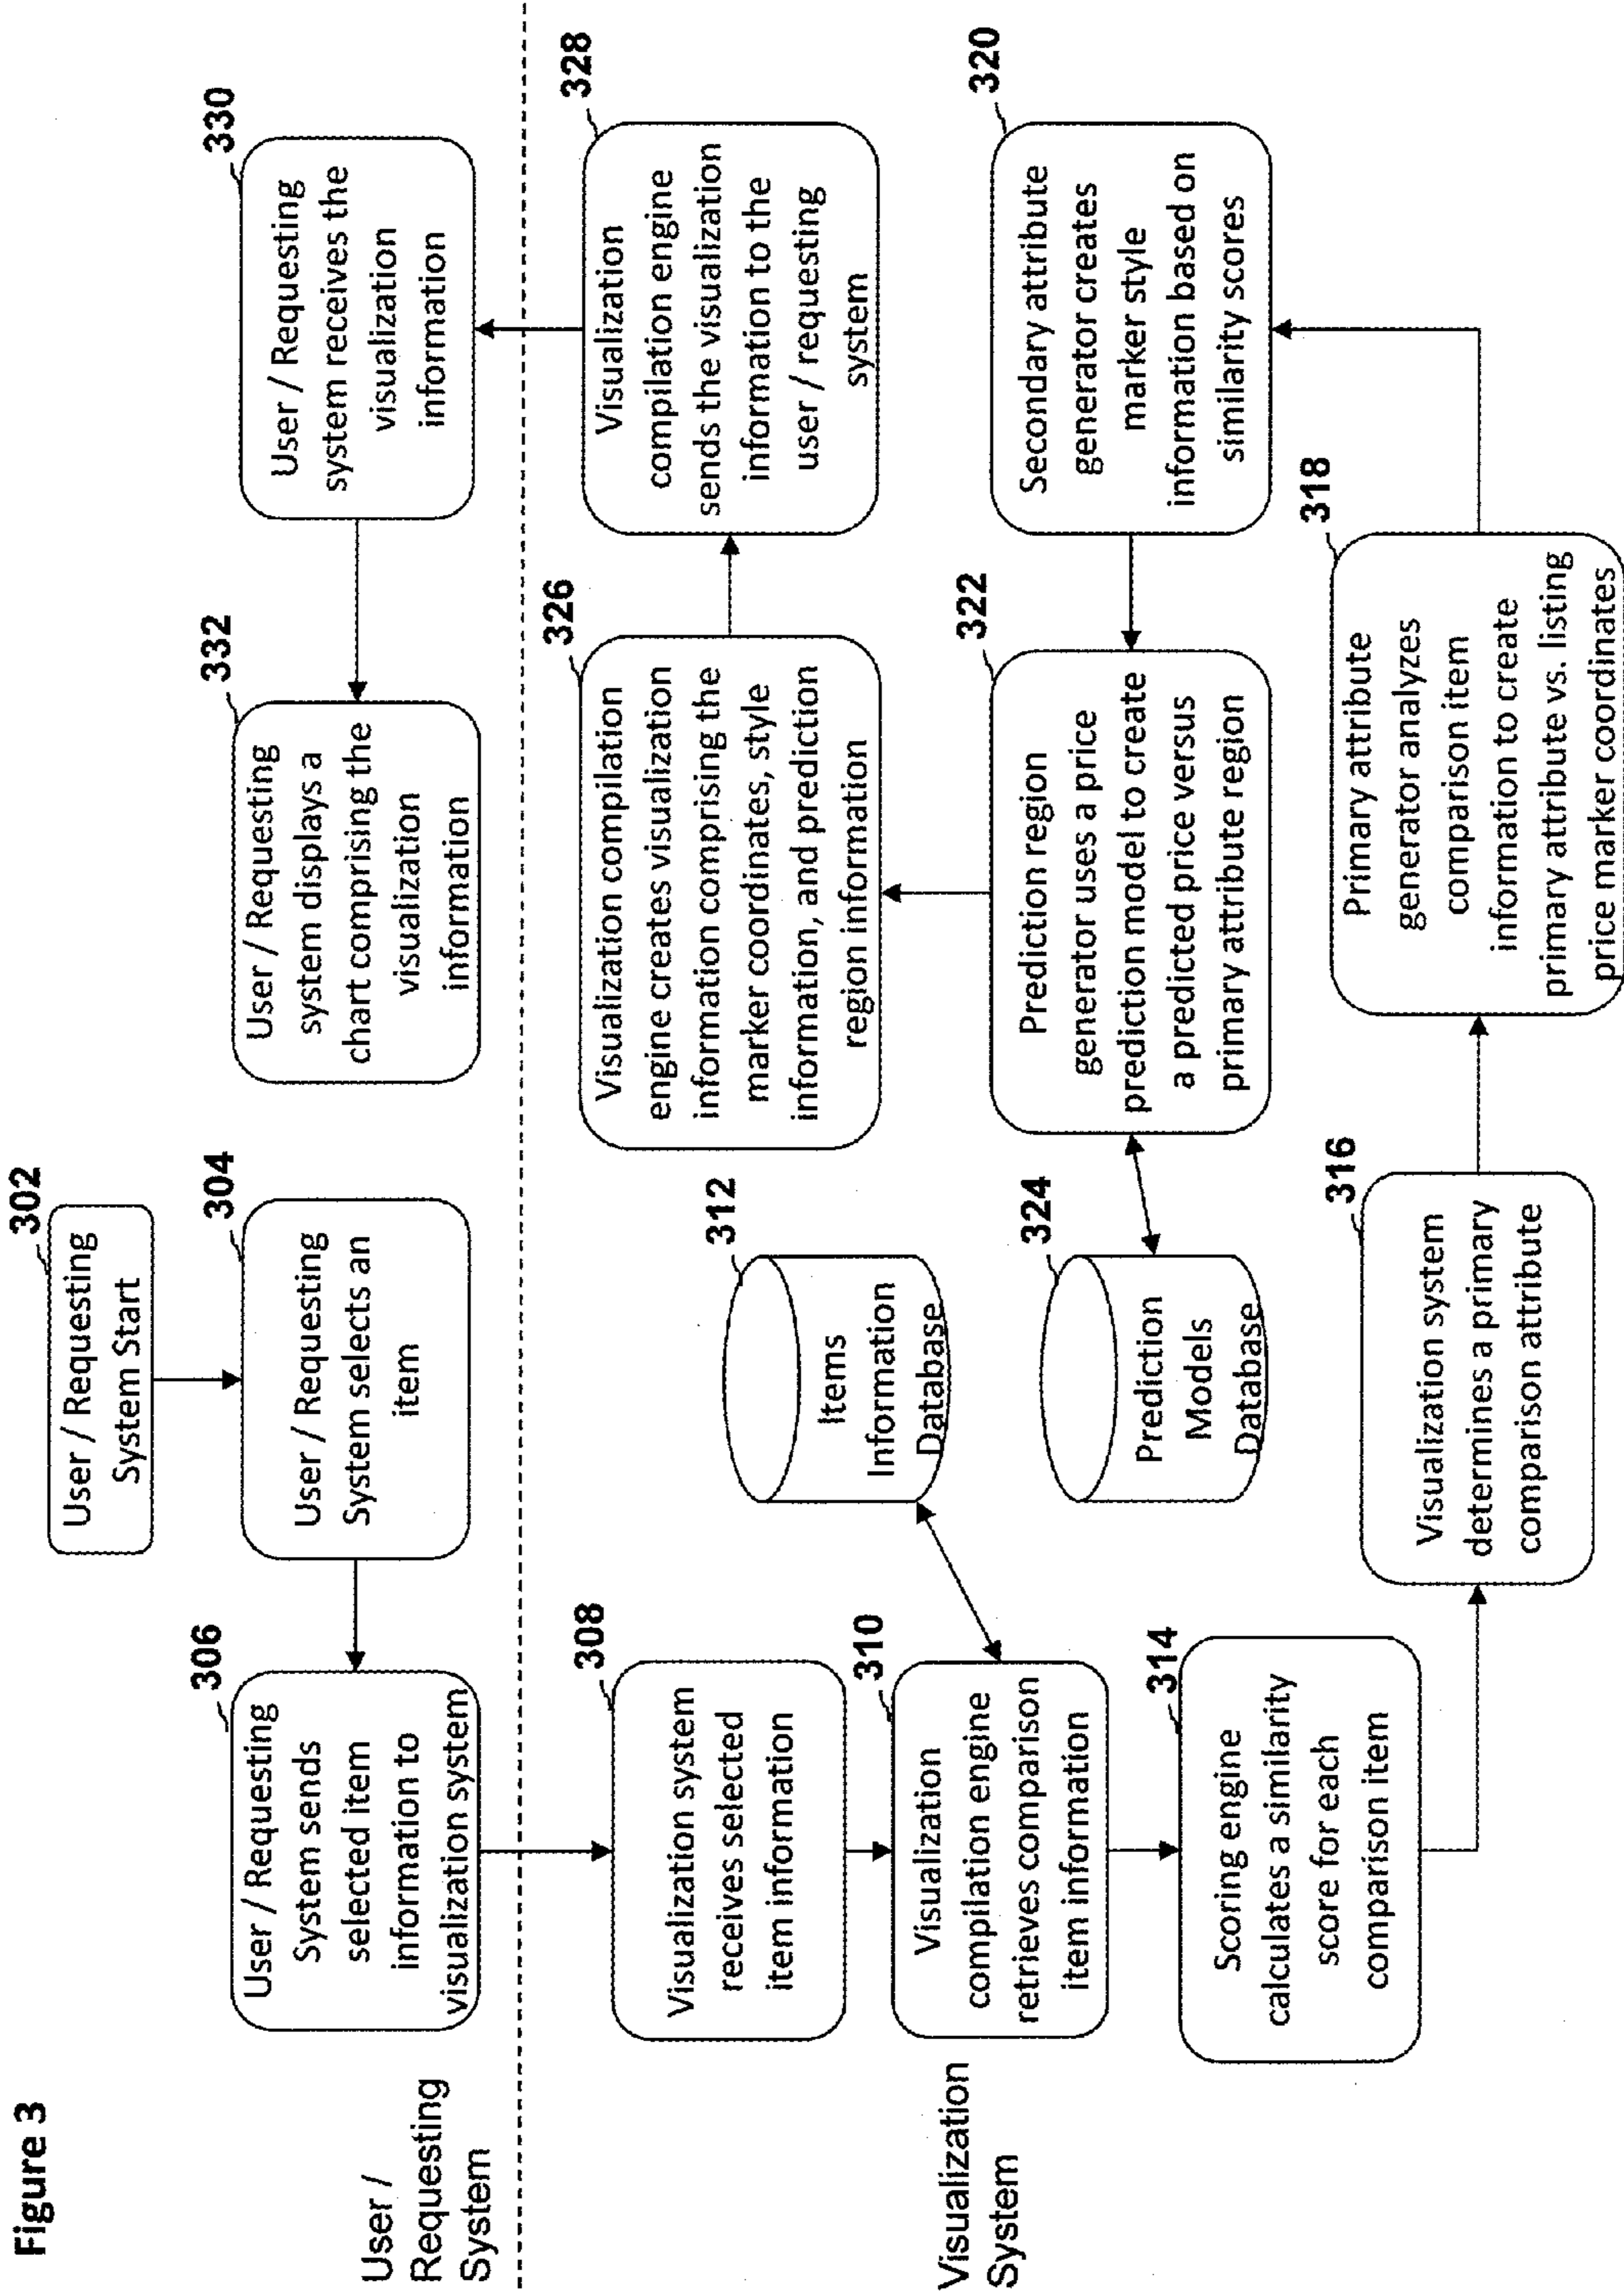 Figure 3
User /
Requesting
System
302
User / Requesting
System Start
304
User / Requesting
System selects an
item
306
User / Requesting
System sends
selected item
information to
visualization system
Visualization
System
308
Visualization system
receives selected
item information
310
Visualization
compilation engine
retrieves comparison
item information
312
Items
Information
Database
314
Scoring engine
calculates a similarity
score for each
comparison item
316
Visualization system
determines a primary
comparison attribute
318
Primary attribute
generator analyzes
comparison item
information to create
primary attribute vs. listing
price marker coordinates
320
Secondary attribute
generator creates
marker style
information based on
similarity scores
322
Prediction region
generator uses a price
prediction model to create
a predicted price versus
primary attribute region
324
Prediction
Models
Database
326
Visualization compilation
engine creates visualization
information comprising the
marker coordinates, style
information, and prediction
region information
328
Visualization
compilation engine
sends the visualization
information to the
user / requesting
system
330
User / Requesting
system receives the
visualization
information
332
User / Requesting
system displays a
chart comprising the
visualization
information